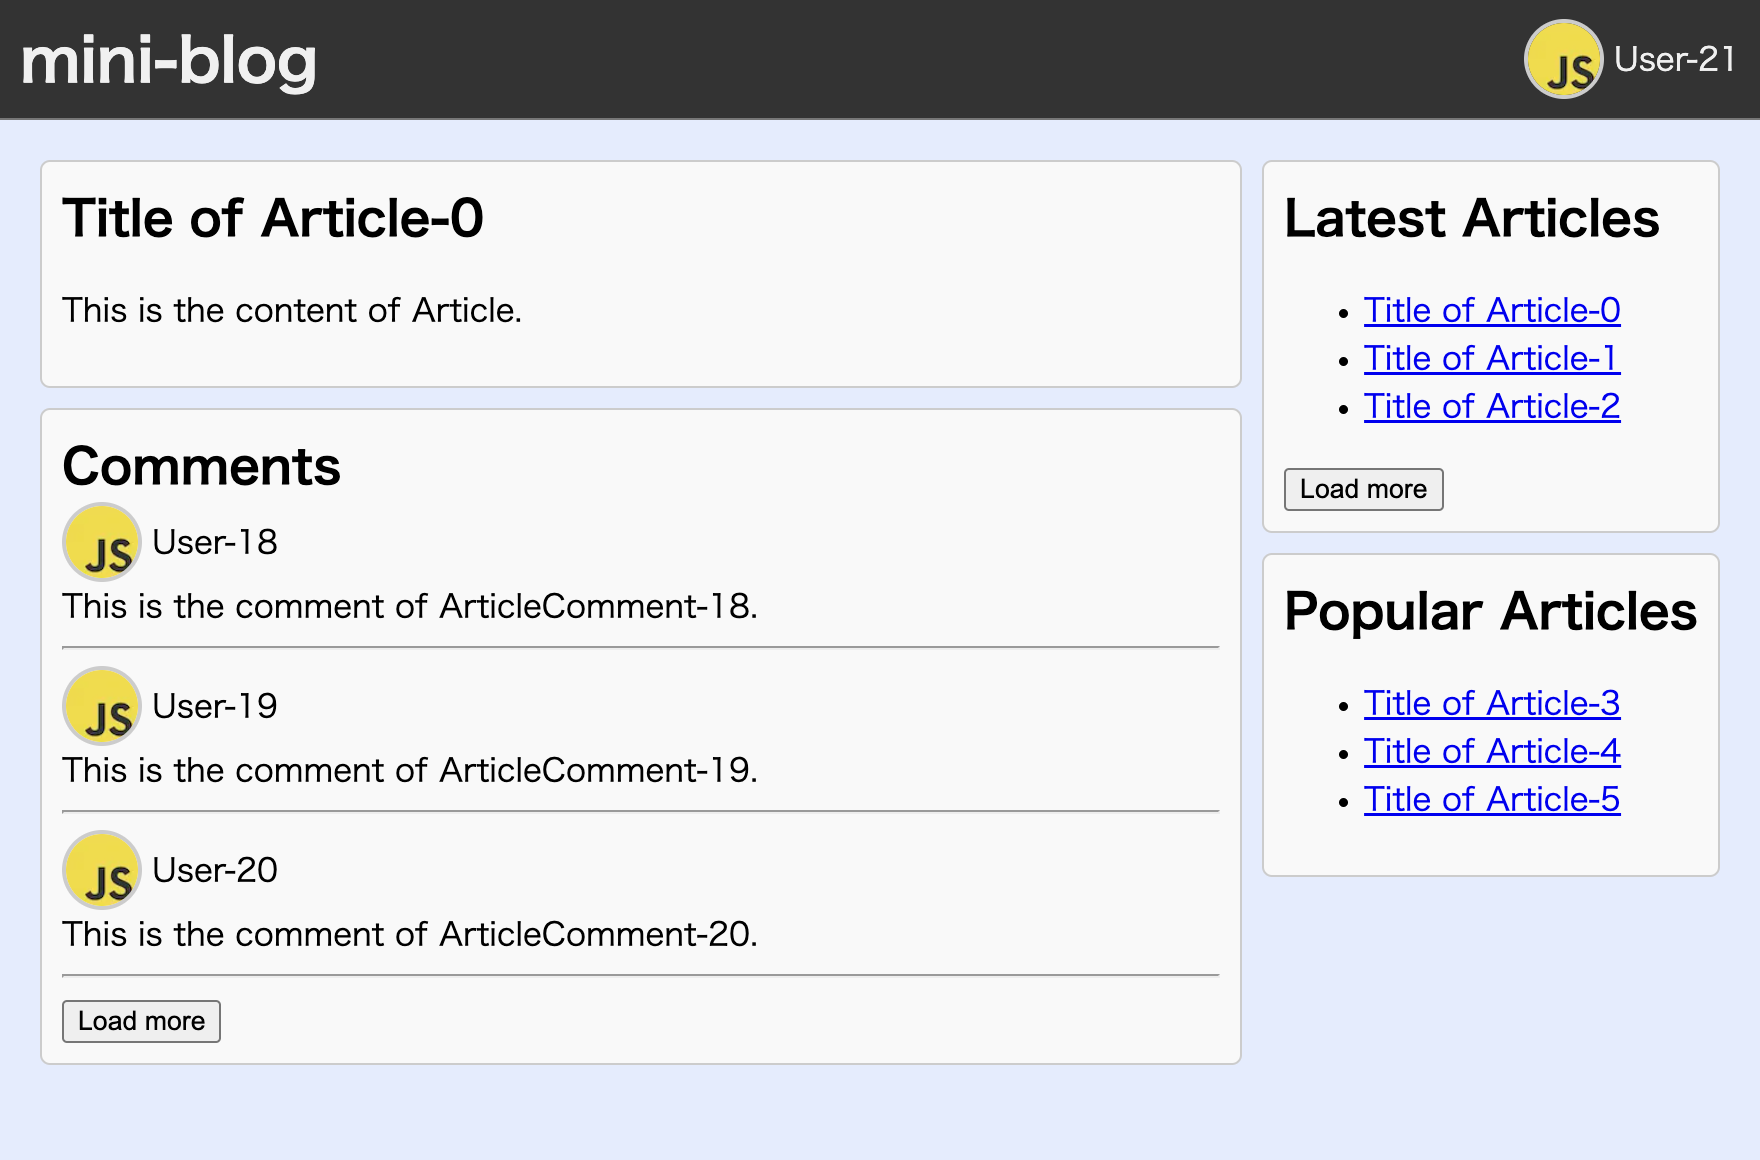 mini-blog
JS User-21
Title of Article-0
This is the content of Article.
Comments
JS User-18
This is the comment of ArticleComment-18.
JS User-19
This is the comment of ArticleComment-19.
JS User-20
This is the comment of ArticleComment-20.
Load more
Latest Articles
• Title of Article-0
• Title of Article-1
• Title of Article-2
Load more
Popular Articles
• Title of Article-3
• Title of Article-4
• Title of Article-5